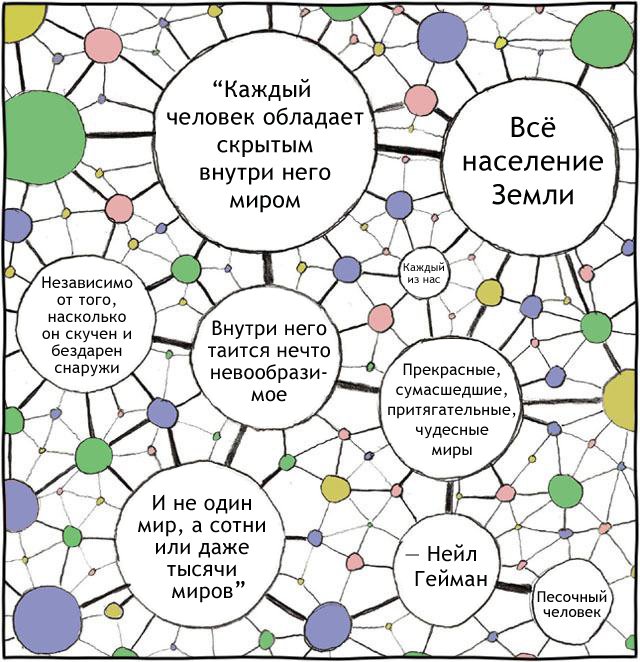 “Каждый
человек обладает
скрытым
внутри него
миром
Всё
население
Земли
Каждый
из нас
Независимо
от того,
насколько
он скучен и
бездарен
снаружи
Внутри него
таится нечто
невообрази-
мое
Прекрасные,
сумасшедшие,
притягательные,
чудесные
миры
И не один
мир, а сотни
или даже
тысячи
миров”
— Нейл
Гейман
Песочный
человек